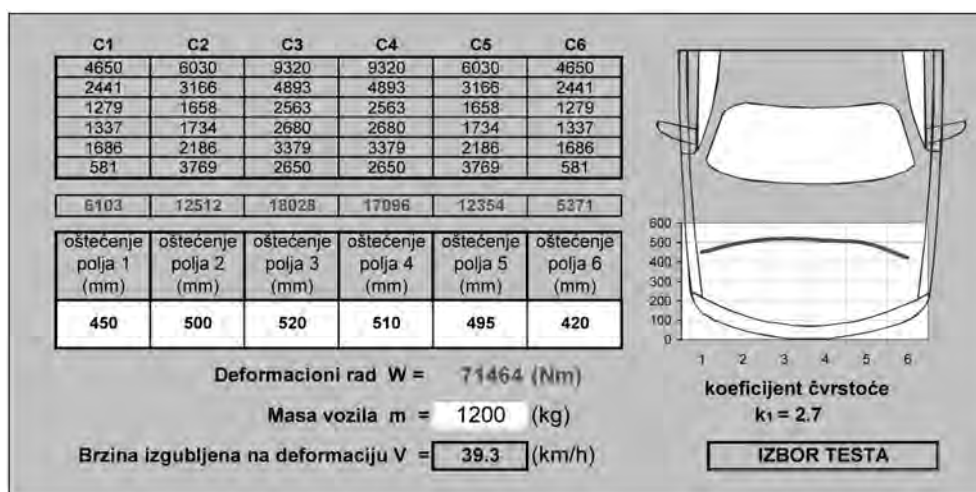 C1 C2 C3 C4 C5 C6
4650 6030 9320 9320 6030 4650
2441 3166 4893 4893 3166 2441
1279 1658 2563 2563 1658 1279
1337 1734 2680 2680 1734 1337
1686 2186 3379 3379 2186 1686
581 3769 2650 2650 3769 581
6103 12512 18028 17096 12354 5371
oštećenje oštećenje oštećenje oštećenje oštećenje oštećenje
polja 1 polja 2 polja 3 polja 4 polja 5 polja 6
(mm) (mm) (mm) (mm) (mm) (mm)
450 500 520 510 495 420
Deformacioni rad W = 71464 (Nm)
Masa vozila m = 1200 (kg)
Brzina izgubljena na deformaciju V = 39.3 (km/h)
600
500
400
300
200
100
0
1 2 3 4 5 6
koeficijent čvrstoće
k1 = 2.7
IZBOR TESTA